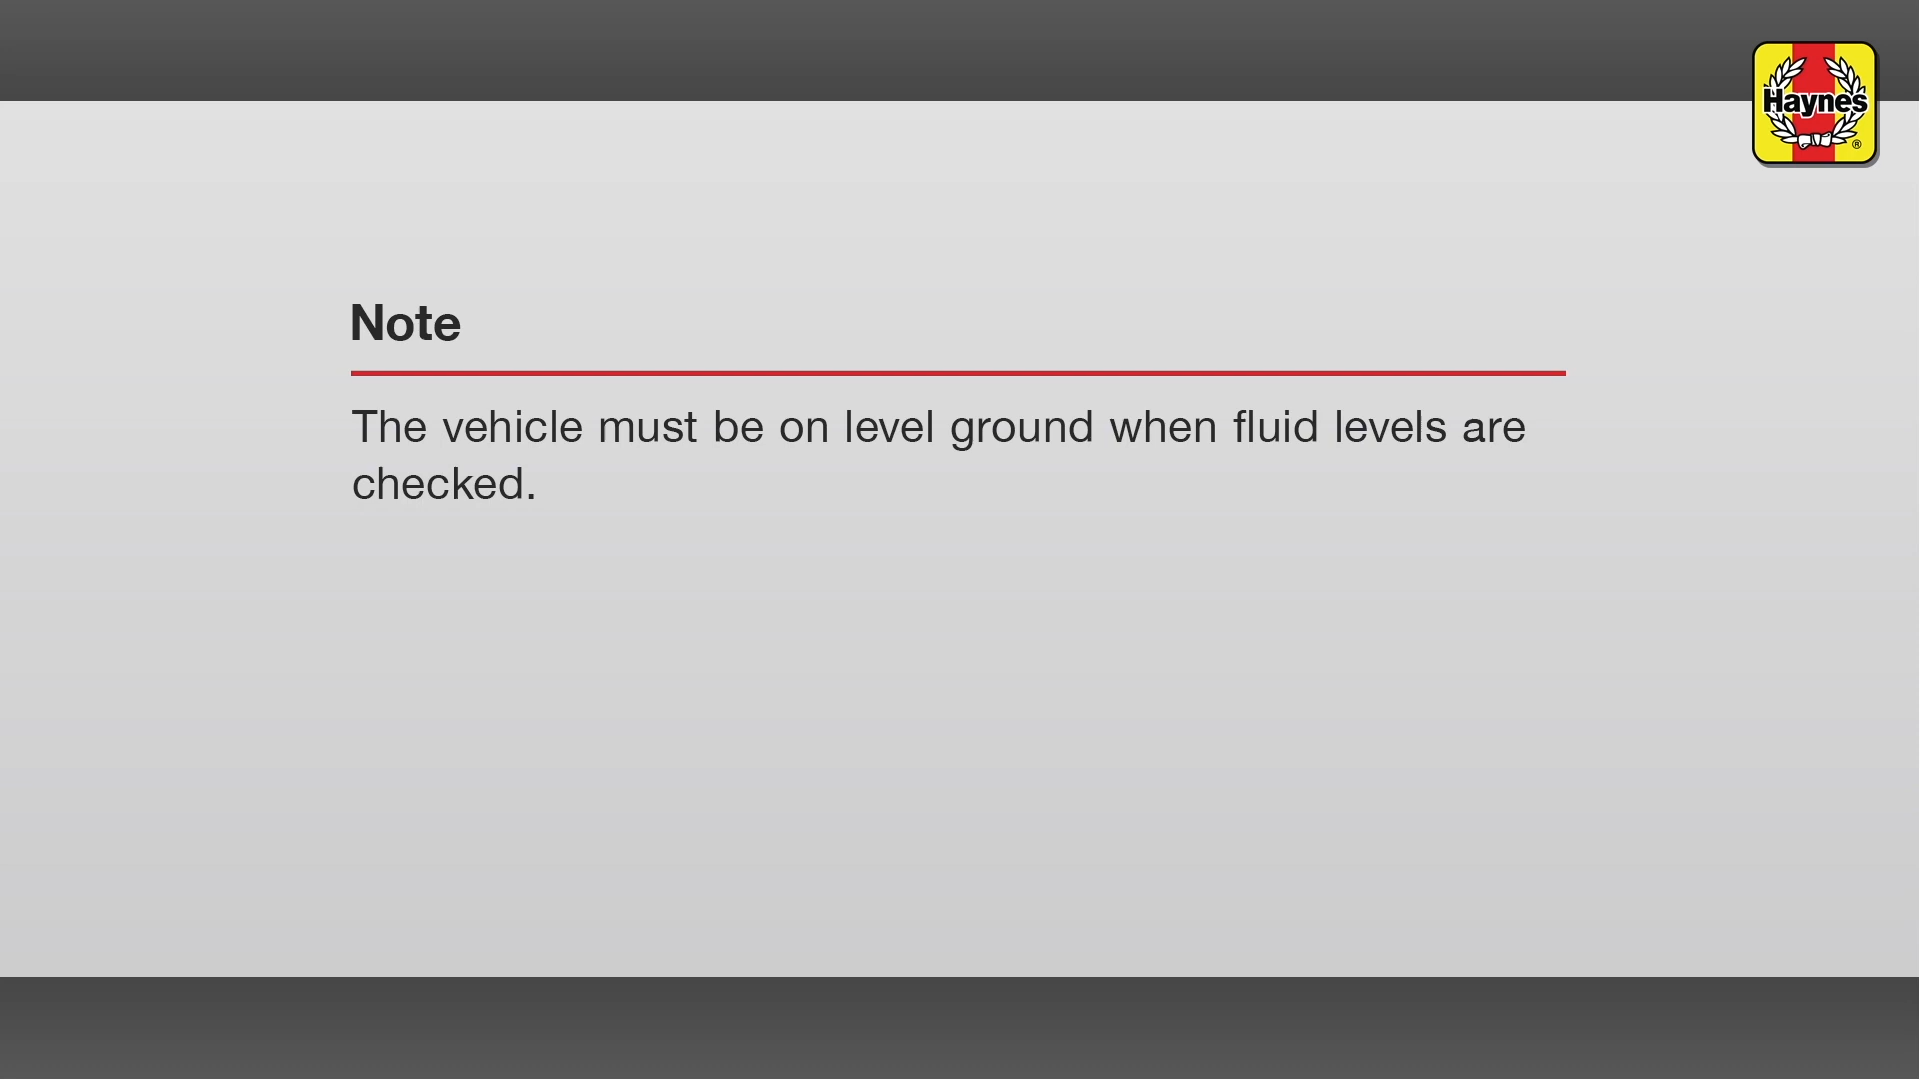 Haynes
®
Note
The vehicle must be on level ground when fluid levels are
checked.